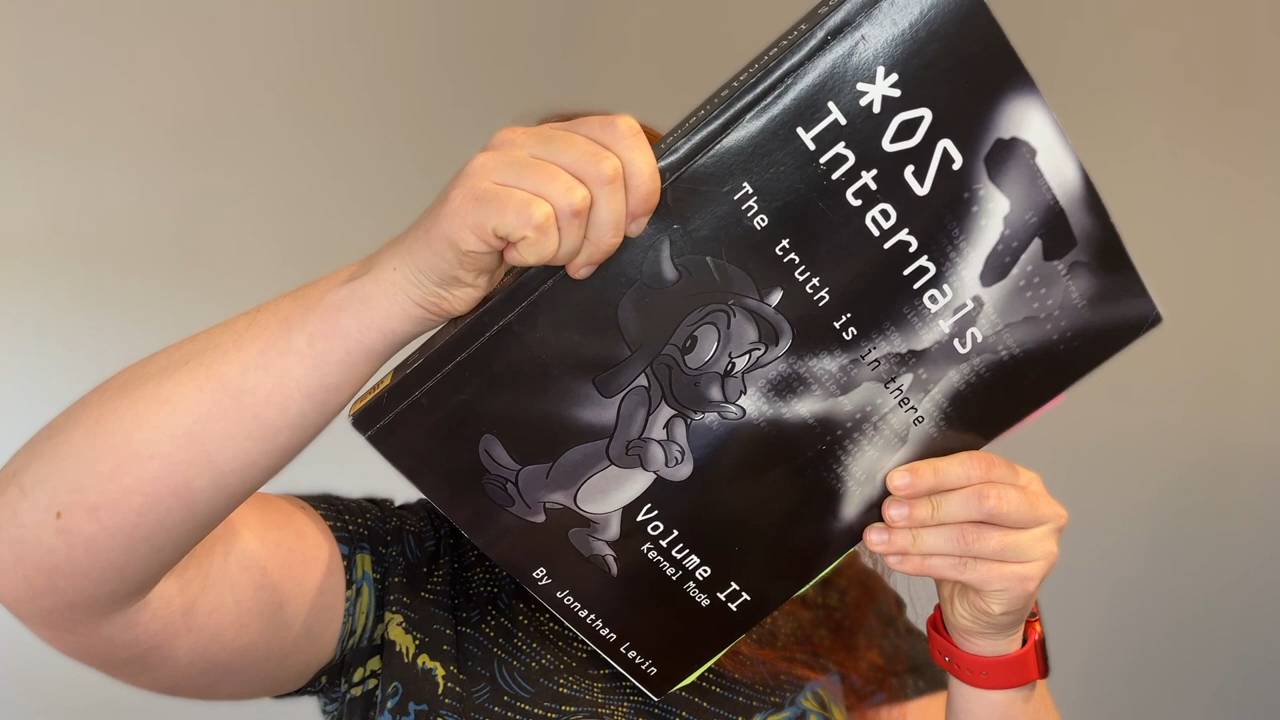 *OS
Internals
The truth is in there
Volume II
Kernel Mode
By Jonathan Levin